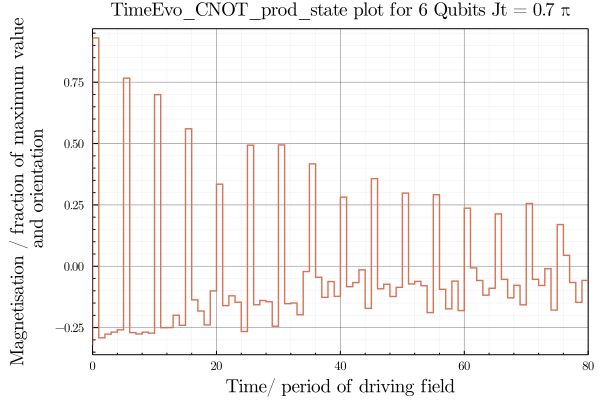 TimeEvo_CNOT_prod_state plot for 6 Qubits Jt = 0.7 π
Magnetisation / fraction of maximum value
and orientation
0.75
0.50
0.25
0.00
−0.25
0 20 40 60 80
Time/ period of driving field